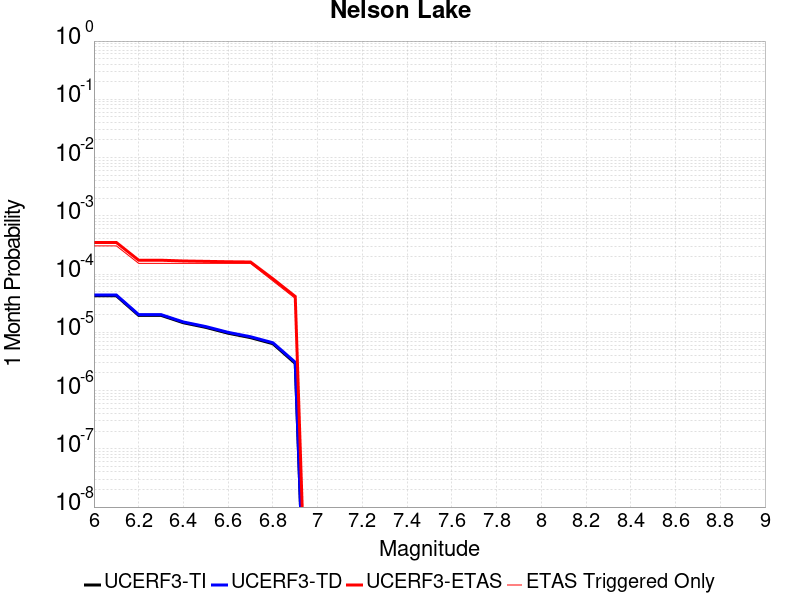 Nelson Lake
10^0
10^-1
10^-2
10^-3
10^-4
10^-5
10^-6
10^-7
10^-8
1 Month Probability
6 6.2 6.4 6.6 6.8 7 7.2 7.4 7.6 7.8 8 8.2 8.4 8.6 8.8 9
Magnitude
UCERF3-TI UCERF3-TD UCERF3-ETAS ETAS Triggered Only